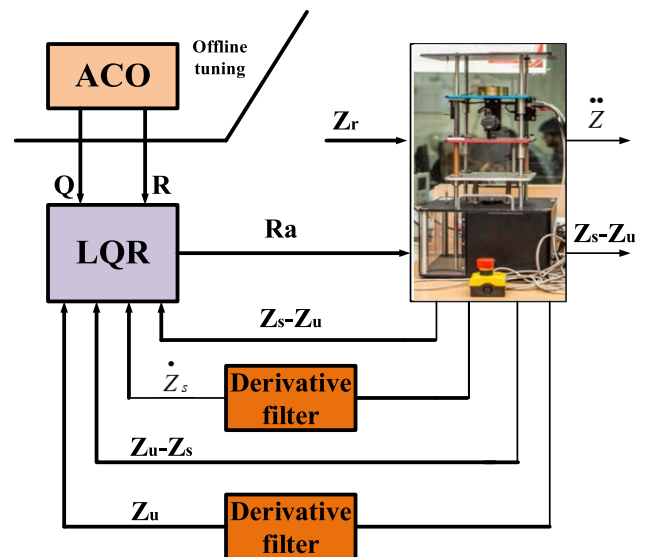 Offline
tuning
ACO
Zr
Z̈
Q
R
LQR
Ra
Zs-Zu
Zs-Zu
Żs
Derivative
filter
Zu-Zs
Zu
Derivative
filter